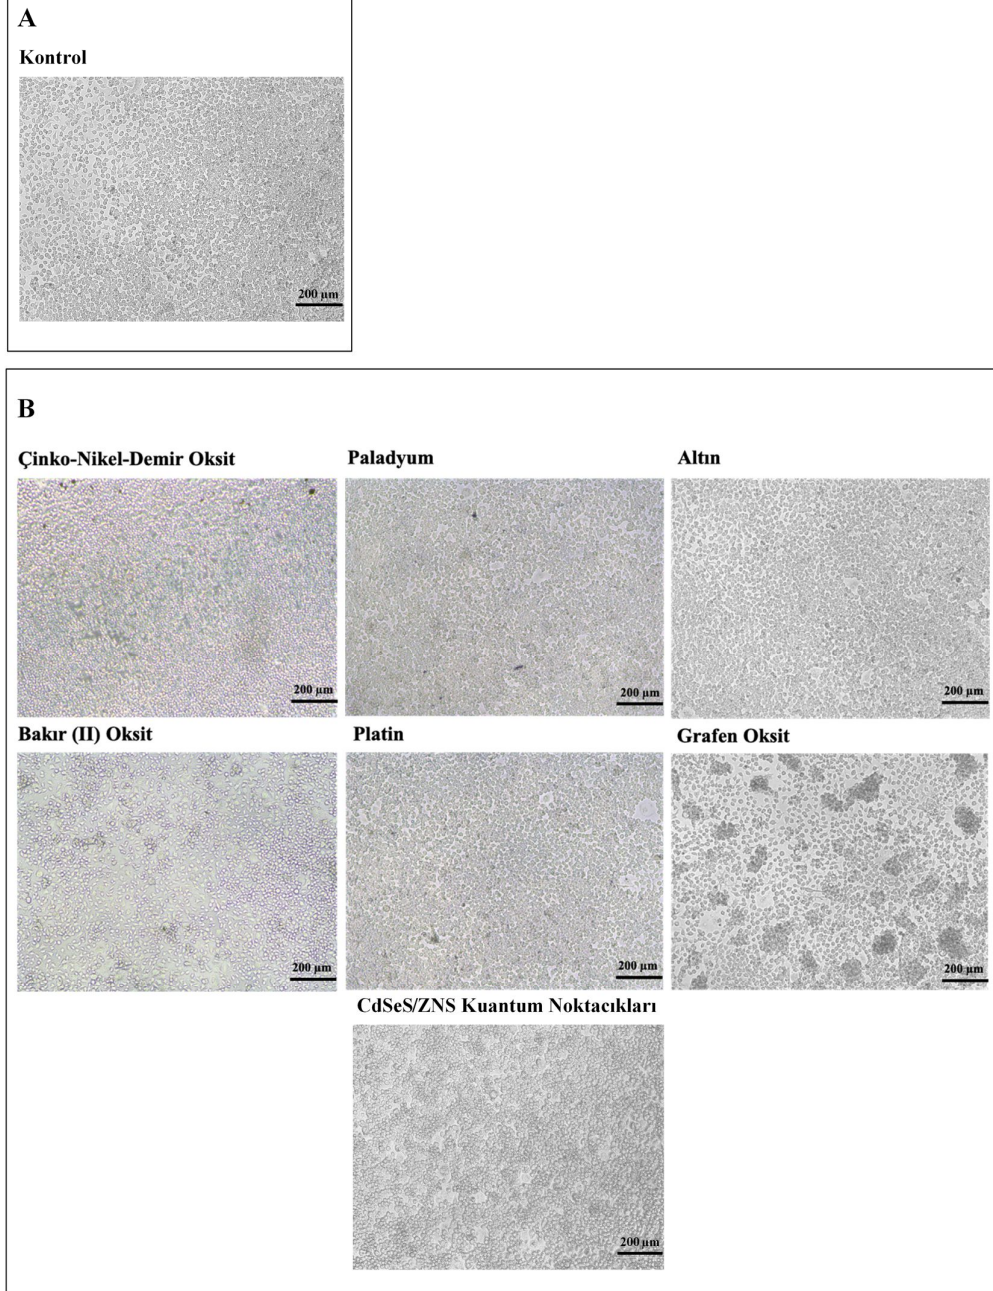 A
Kontrol
200 µm
B
Çinko-Nikel-Demir Oksit
Paladyum
Altın
200 µm
200 µm
200 µm
Bakır (II) Oksit
Platin
Grafen Oksit
200 µm
200 µm
200 µm
CdSeS/ZNS Kuantum Noktacıkları
200 µm